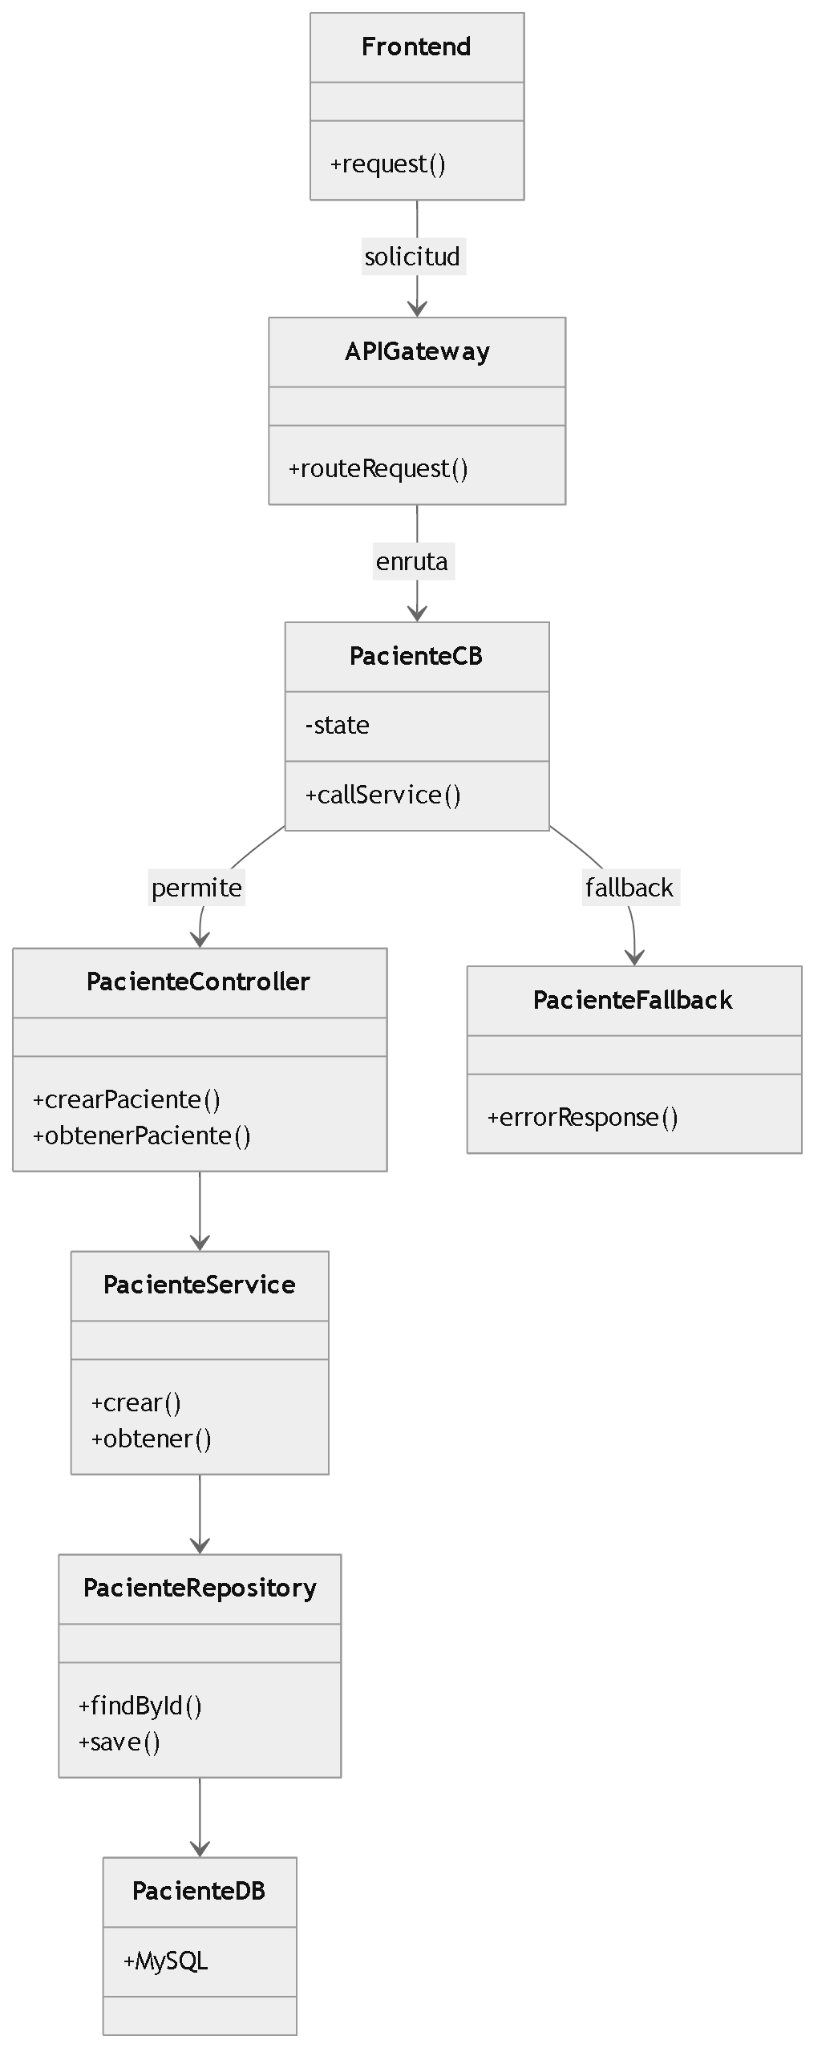 Frontend
+request()
solicitud
APIGateway
+routeRequest()
enruta
PacienteCB
-state
+callService()
permite
fallback
PacienteController
+crearPaciente()
+obtenerPaciente()
PacienteFallback
+errorResponse()
PacienteService
+crear()
+obtener()
PacienteRepository
+findById()
+save()
PacienteDB
+MySQL